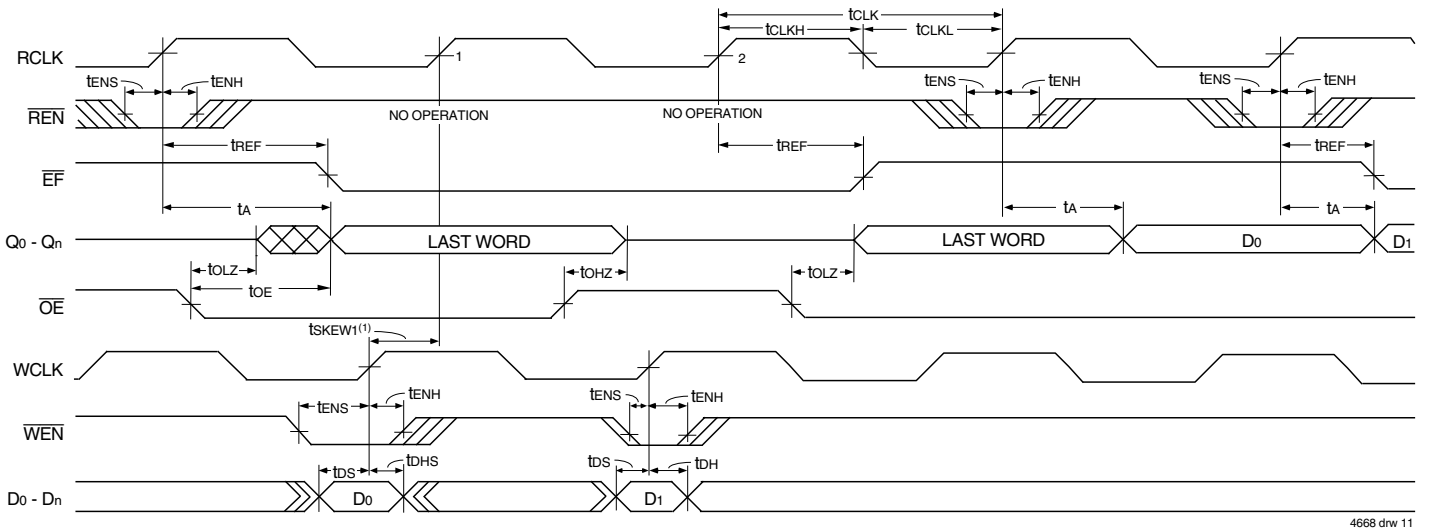 tCLK
tCLKH tCLKL
RCLK 1 2
tENS tENH tENS tENH tENS tENH
REN NO OPERATION NO OPERATION
tREF tREF tREF
EF
tA tA tA
Q0 - Qn LAST WORD LAST WORD D0 D1
tOLZ tOHZ tOLZ
tOE
OE
tSKEW1(1)
WCLK
tENS tENH tENS tENH
WEN
tDS tDHS tDS tDH
D0 - Dn D0 D1
4668 drw 11